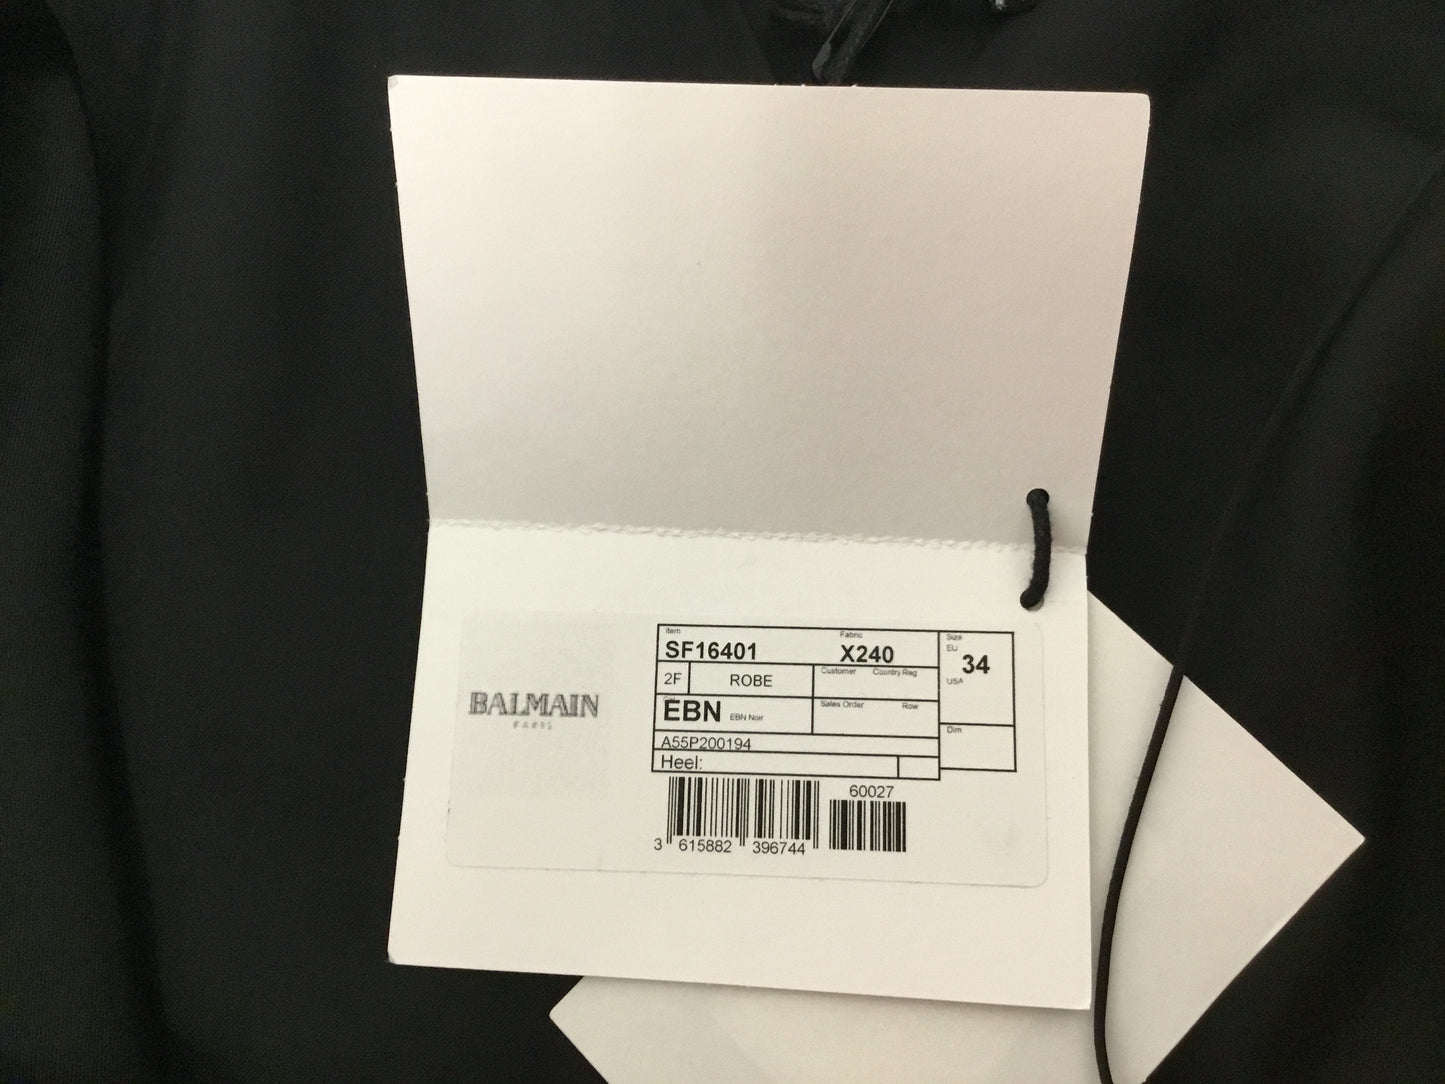 BALMAIN
PARIS
Item
SF16401
Fabric
X240
Size
EU
34
USA
2F
ROBE
Customer
Country Reg
EBN
EBN Noir
Sales Order
Row
Dim
A55P200194
Heel:
60027
3 615882 396744